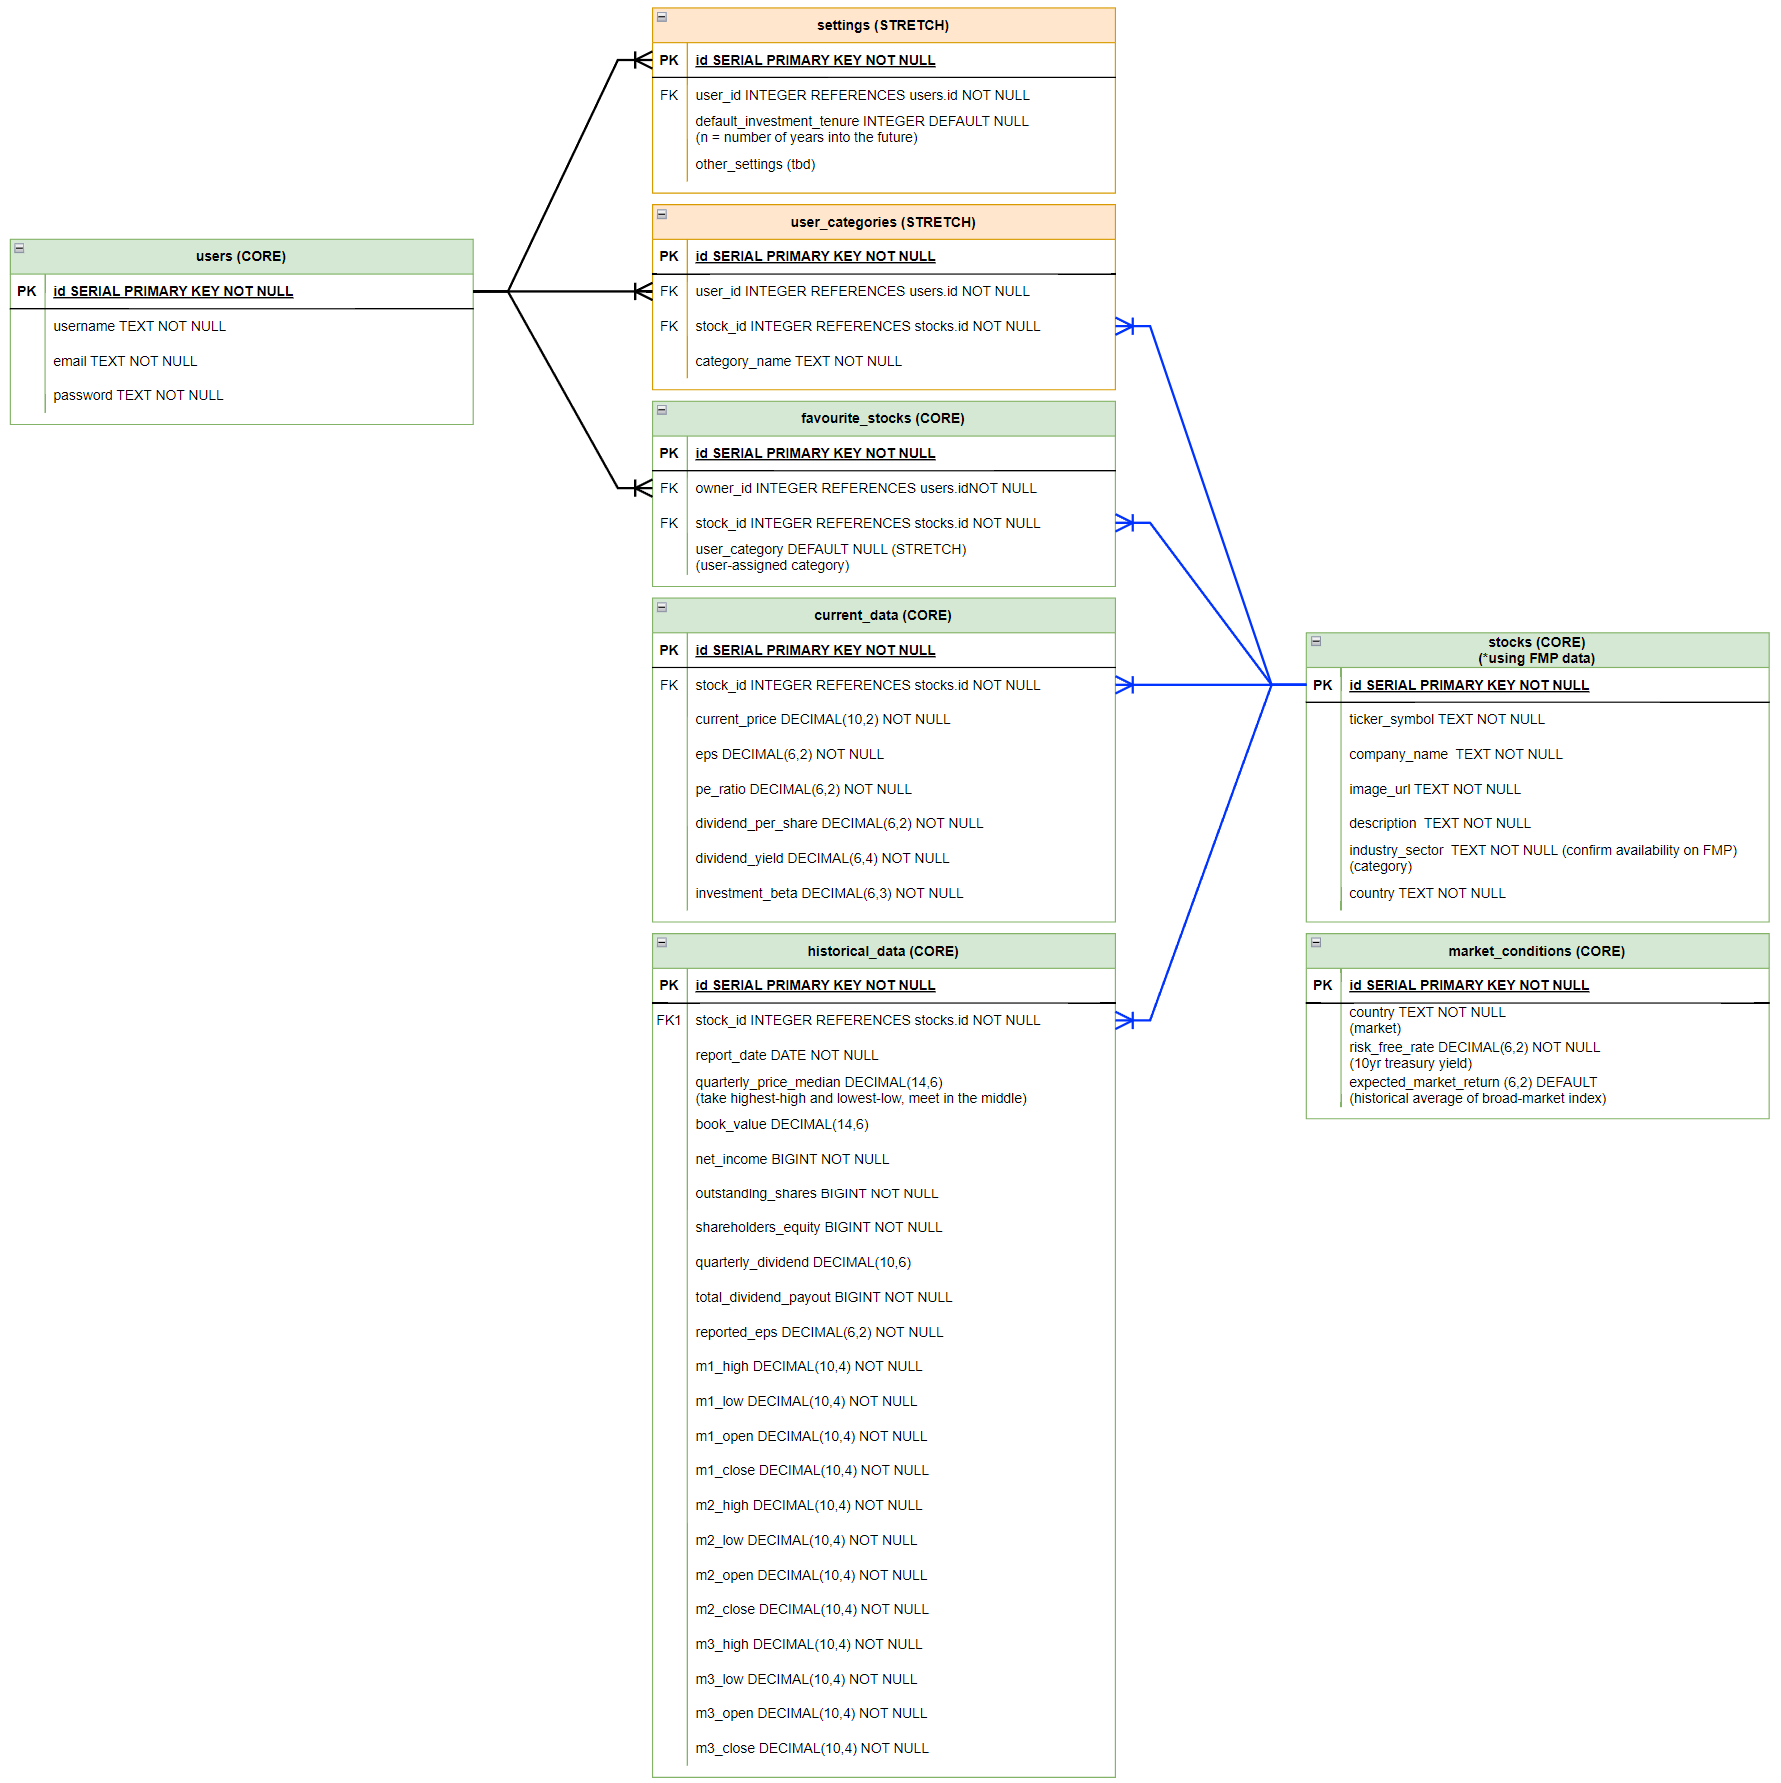 settings (STRETCH)
PK id SERIAL PRIMARY KEY NOT NULL
FK user_id INTEGER REFERENCES users.id NOT NULL
default_investment_tenure INTEGER DEFAULT NULL
(n = number of years into the future)
other_settings (tbd)
user_categories (STRETCH)
PK id SERIAL PRIMARY KEY NOT NULL
FK user_id INTEGER REFERENCES users.id NOT NULL
FK stock_id INTEGER REFERENCES stocks.id NOT NULL
category_name TEXT NOT NULL
users (CORE)
PK id SERIAL PRIMARY KEY NOT NULL
username TEXT NOT NULL
email TEXT NOT NULL
password TEXT NOT NULL
favourite_stocks (CORE)
PK id SERIAL PRIMARY KEY NOT NULL
FK owner_id INTEGER REFERENCES users.idNOT NULL
FK stock_id INTEGER REFERENCES stocks.id NOT NULL
user_category DEFAULT NULL (STRETCH)
(user-assigned category)
current_data (CORE)
PK id SERIAL PRIMARY KEY NOT NULL
FK stock_id INTEGER REFERENCES stocks.id NOT NULL
current_price DECIMAL(10,2) NOT NULL
eps DECIMAL(6,2) NOT NULL
pe_ratio DECIMAL(6,2) NOT NULL
dividend_per_share DECIMAL(6,2) NOT NULL
dividend_yield DECIMAL(6,4) NOT NULL
investment_beta DECIMAL(6,3) NOT NULL
stocks (CORE)
(*using FMP data)
PK id SERIAL PRIMARY KEY NOT NULL
ticker_symbol TEXT NOT NULL
company_name  TEXT NOT NULL
image_url TEXT NOT NULL
description  TEXT NOT NULL
industry_sector  TEXT NOT NULL (confirm availability on FMP)
(category)
country TEXT NOT NULL
historical_data (CORE)
PK id SERIAL PRIMARY KEY NOT NULL
FK1 stock_id INTEGER REFERENCES stocks.id NOT NULL
report_date DATE NOT NULL
quarterly_price_median DECIMAL(14,6)
(take highest-high and lowest-low, meet in the middle)
book_value DECIMAL(14,6)
net_income BIGINT NOT NULL
outstanding_shares BIGINT NOT NULL
shareholders_equity BIGINT NOT NULL
quarterly_dividend DECIMAL(10,6)
total_dividend_payout BIGINT NOT NULL
reported_eps DECIMAL(6,2) NOT NULL
m1_high DECIMAL(10,4) NOT NULL
m1_low DECIMAL(10,4) NOT NULL
m1_open DECIMAL(10,4) NOT NULL
m1_close DECIMAL(10,4) NOT NULL
m2_high DECIMAL(10,4) NOT NULL
m2_low DECIMAL(10,4) NOT NULL
m2_open DECIMAL(10,4) NOT NULL
m2_close DECIMAL(10,4) NOT NULL
m3_high DECIMAL(10,4) NOT NULL
m3_low DECIMAL(10,4) NOT NULL
m3_open DECIMAL(10,4) NOT NULL
m3_close DECIMAL(10,4) NOT NULL
market_conditions (CORE)
PK id SERIAL PRIMARY KEY NOT NULL
country TEXT NOT NULL
(market)
risk_free_rate DECIMAL(6,2) NOT NULL
(10yr treasury yield)
expected_market_return (6,2) DEFAULT
(historical average of broad-market index)